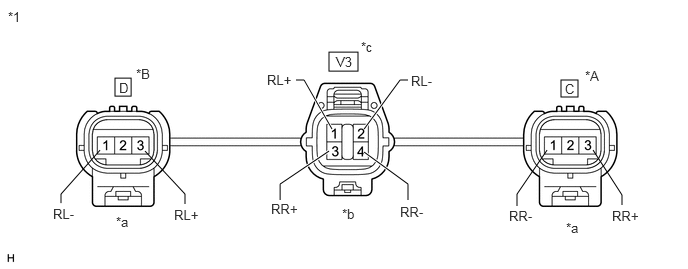 *1
V3 *c
D *B
C *A
RL+ RL-
1 2
1 2 3
3 4
1 2 3
RL- RL+
RR+ RR-
RR- RR+
*a
*b
*a
H